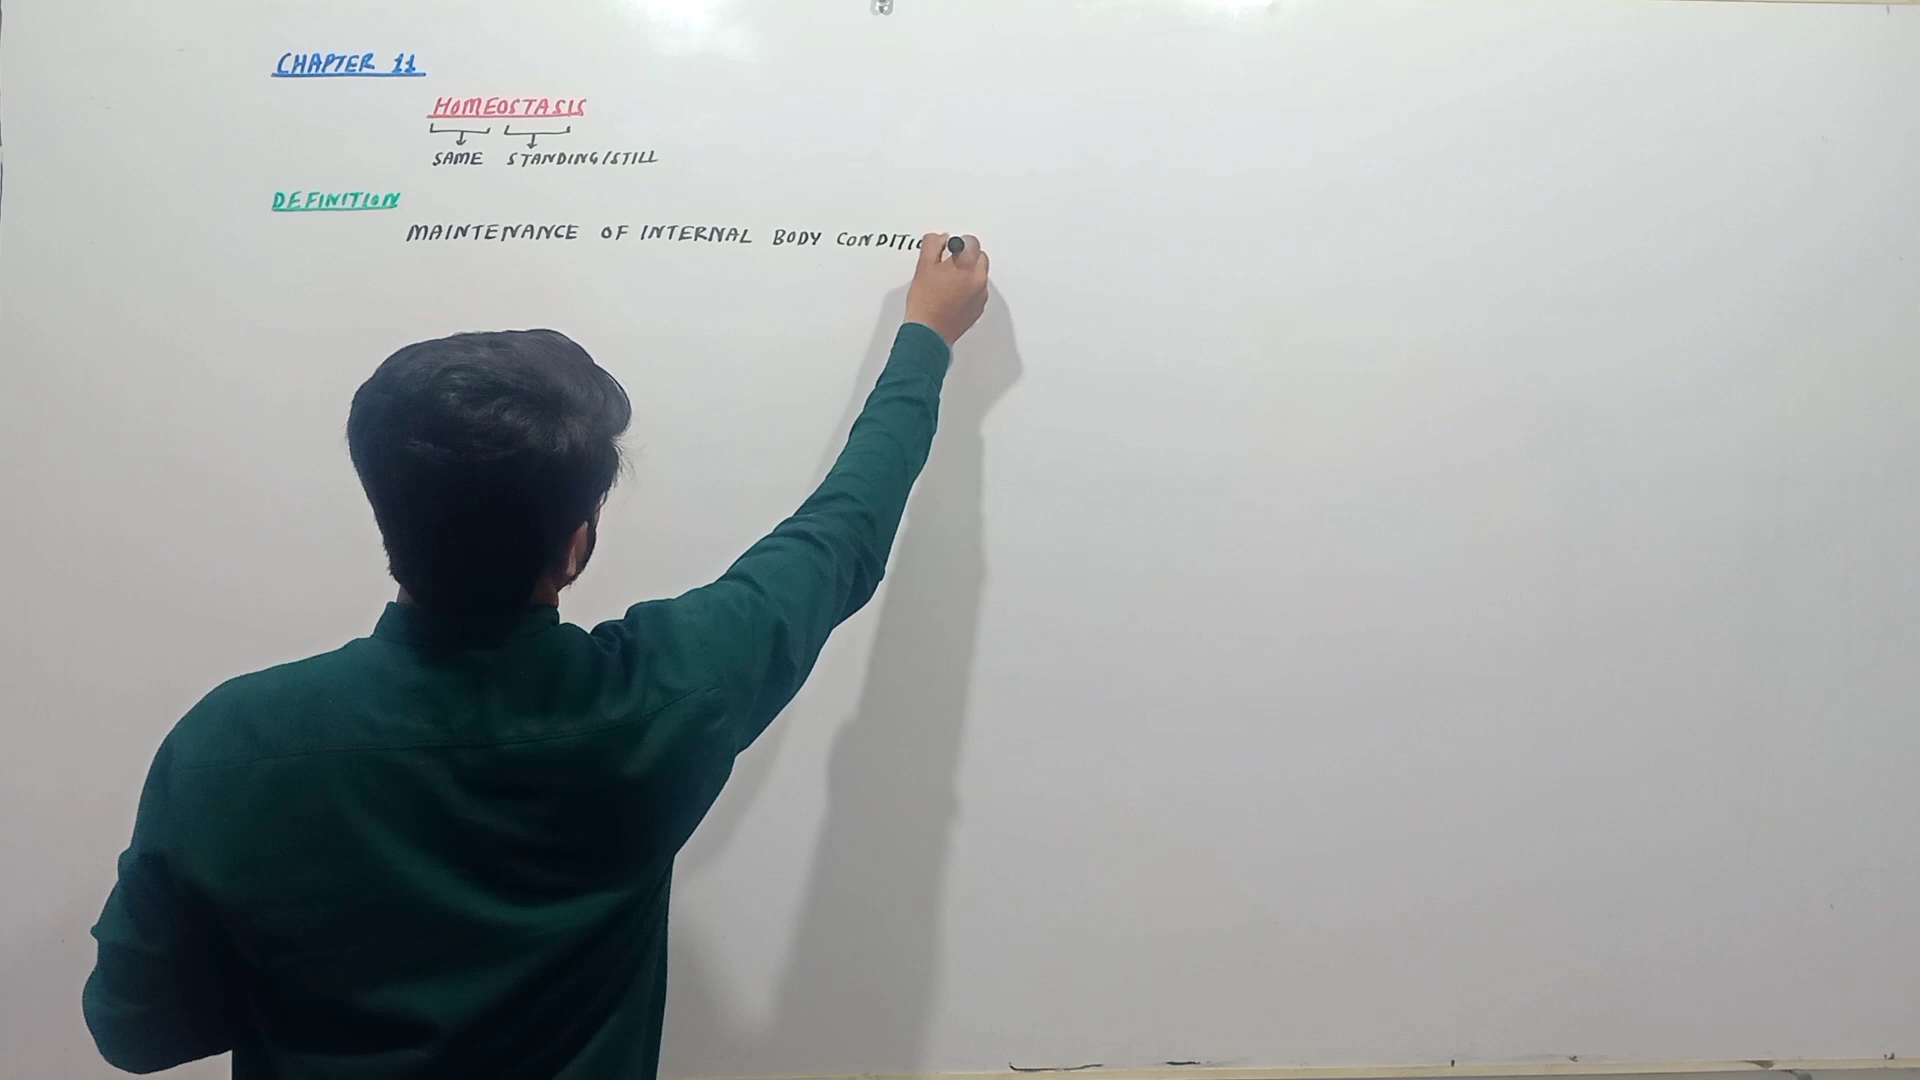 CHAPTER 11
HOMEOSTASIS
SAME STANDING/STILL
DEFINITION
MAINTENANCE OF INTERNAL BODY